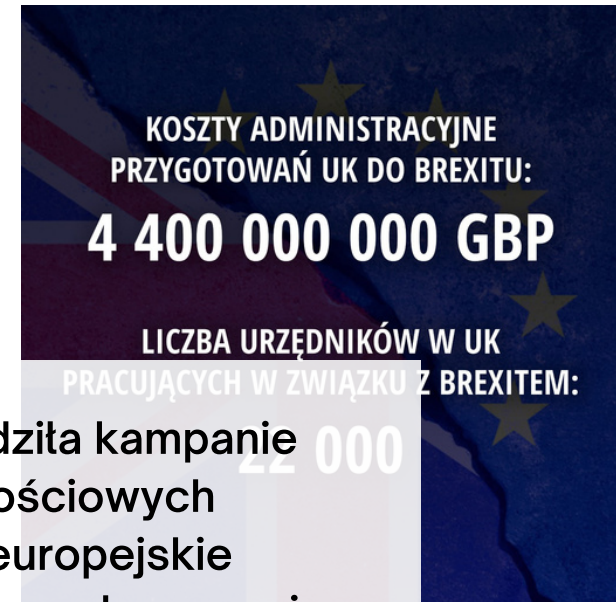 KOSZTY ADMINISTRACYJNE
PRZYGOTOWAŃ UK DO BREXITU:
4 400 000 000 GBP
LICZBA URZĘDNIKÓW W UK
PRACUJĄCYCH W ZWIĄZKU Z BREXITEM:
22 000
dziła kampanie
ościowych
europejskie